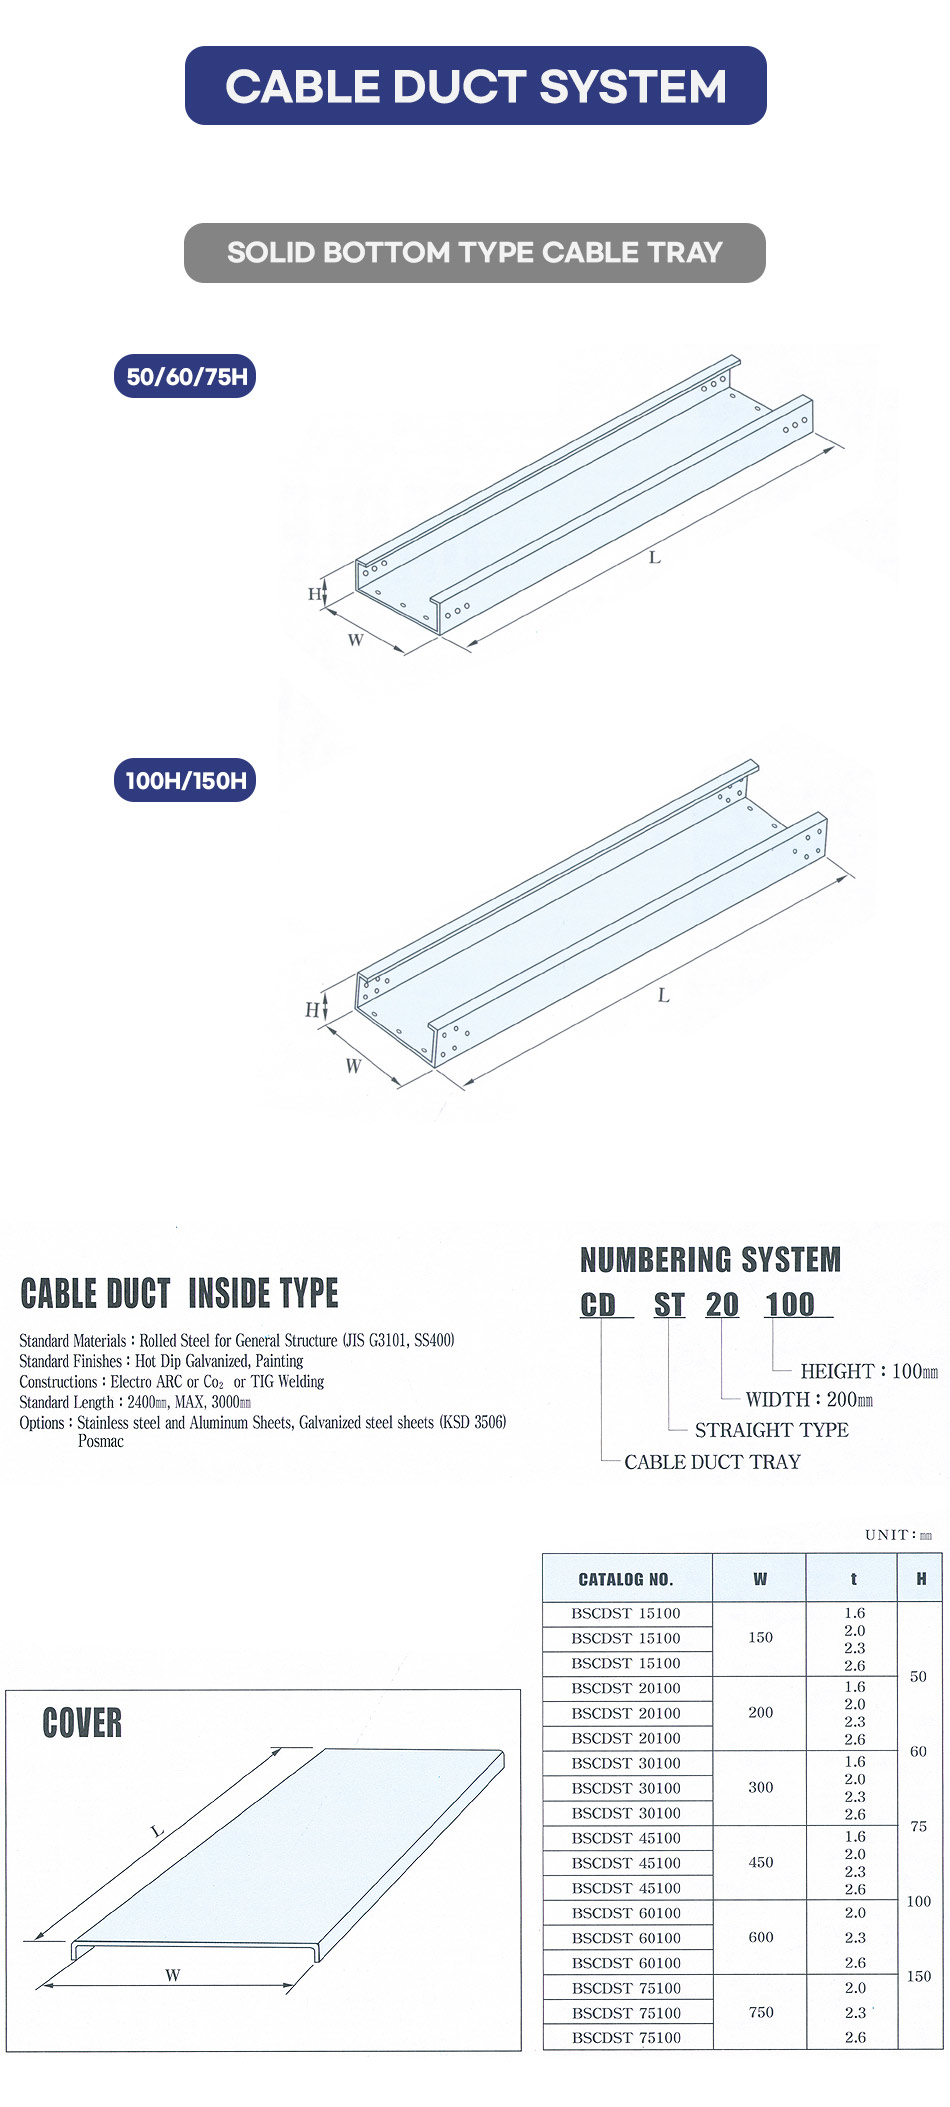 CABLE DUCT SYSTEM
SOLID BOTTOM TYPE CABLE TRAY
50/60/75H
L
H
W
100H/150H
L
H
W
CABLE DUCT INSIDE TYPE
Standard Materials : Rolled Steel for General Structure (JIS G3101, SS400)
Standard Finishes : Hot Dip Galvanized, Painting
Constructions : Electro ARC or Co₂ or TIG Welding
Standard Length : 2400㎜, MAX, 3000㎜
Options : Stainless steel and Aluminum Sheets, Galvanized steel sheets (KSD 3506)
Posmac
NUMBERING SYSTEM
CD ST 20 100
HEIGHT : 100㎜
WIDTH : 200㎜
STRAIGHT TYPE
CABLE DUCT TRAY
COVER
L
W
UNIT : ㎜
CATALOG NO. W t H
BSCDST 15100
BSCDST 15100
BSCDST 15100
150
1.6
2.0
2.3
2.6
BSCDST 20100
BSCDST 20100
BSCDST 20100
200
1.6
2.0
2.3
2.6
BSCDST 30100
BSCDST 30100
BSCDST 30100
300
1.6
2.0
2.3
2.6
BSCDST 45100
BSCDST 45100
BSCDST 45100
450
1.6
2.0
2.3
2.6
BSCDST 60100
BSCDST 60100
BSCDST 60100
600
2.0
2.3
2.6
BSCDST 75100
BSCDST 75100
BSCDST 75100
750
2.0
2.3
2.6
50
60
75
100
150